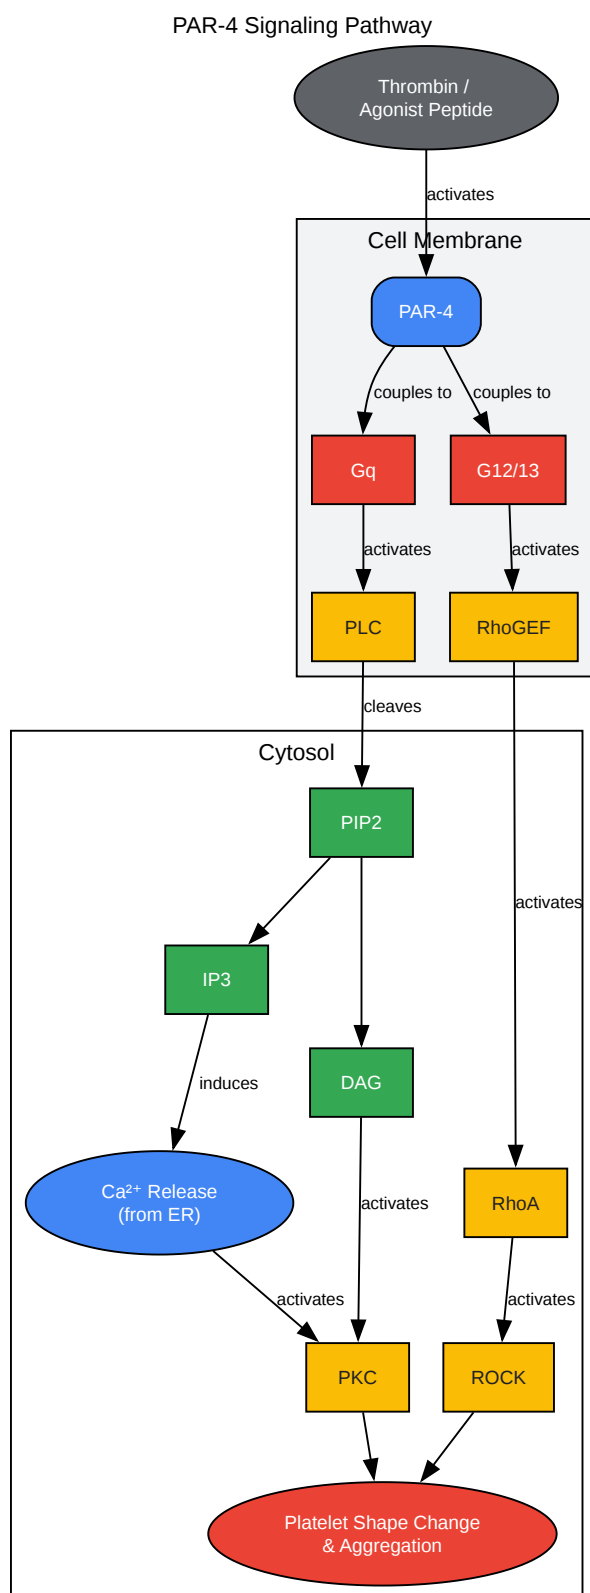 PAR-4 Signaling Pathway
Thrombin /
Agonist Peptide
activates
Cell Membrane
PAR-4
couples to
couples to
Gq
G12/13
activates
activates
PLC
RhoGEF
cleaves
Cytosol
PIP2
activates
IP3
DAG
induces
Ca²⁺ Release
(from ER)
activates
RhoA
activates
activates
PKC
ROCK
Platelet Shape Change
& Aggregation